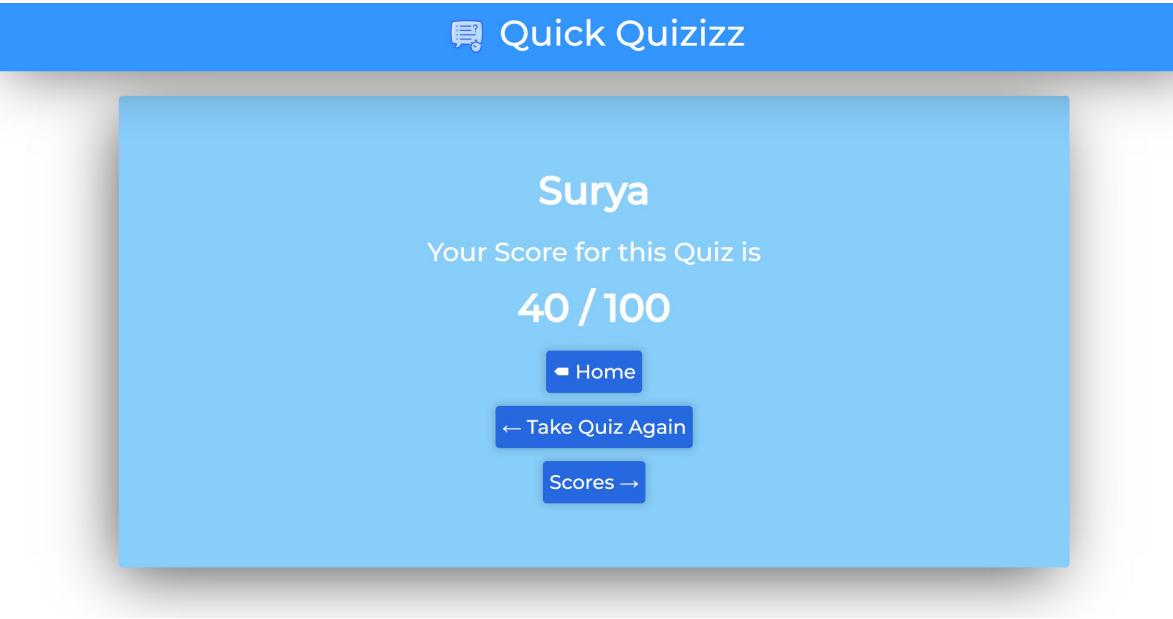 Quick Quizizz
Surya
Your Score for this Quiz is
40 / 100
Home
← Take Quiz Again
Scores →